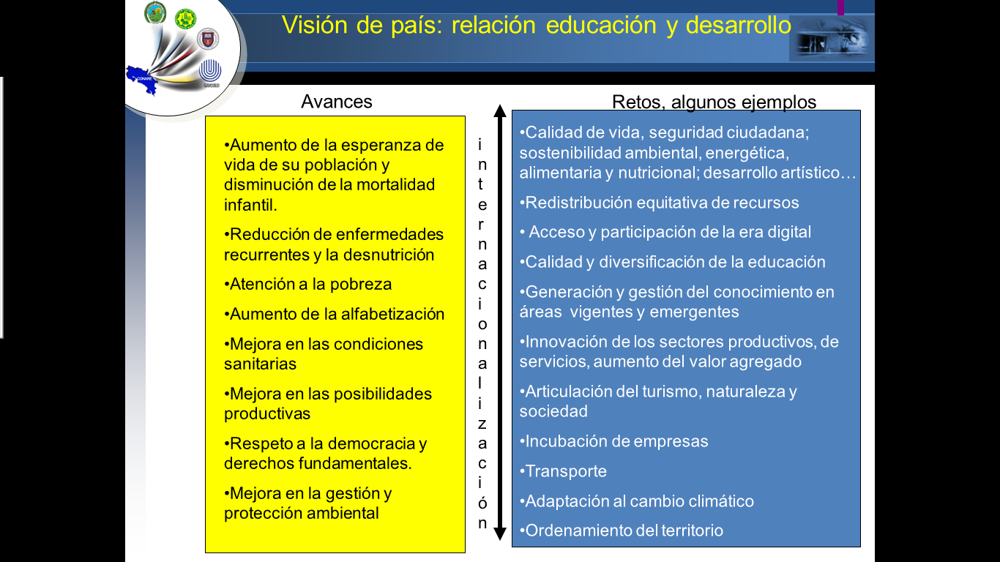 Visión de país: relación educación y desarrollo
CONARE
Avances
•Aumento de la esperanza de
vida de su población y
disminución de la mortalidad
infantil.
•Reducción de enfermedades
recurrentes y la desnutrición
•Atención a la pobreza
•Aumento de la alfabetización
•Mejora en las condiciones
sanitarias
•Mejora en las posibilidades
productivas
•Respeto a la democracia y
derechos fundamentales.
•Mejora en la gestión y
protección ambiental
internacionalización
Retos, algunos ejemplos
•Calidad de vida, seguridad ciudadana;
sostenibilidad ambiental, energética,
alimentaria y nutricional; desarrollo artístico…
•Redistribución equitativa de recursos
• Acceso y participación de la era digital
•Calidad y diversificación de la educación
•Generación y gestión del conocimiento en
áreas vigentes y emergentes
•Innovación de los sectores productivos, de
servicios, aumento del valor agregado
•Articulación del turismo, naturaleza y
sociedad
•Incubación de empresas
•Transporte
•Adaptación al cambio climático
•Ordenamiento del territorio